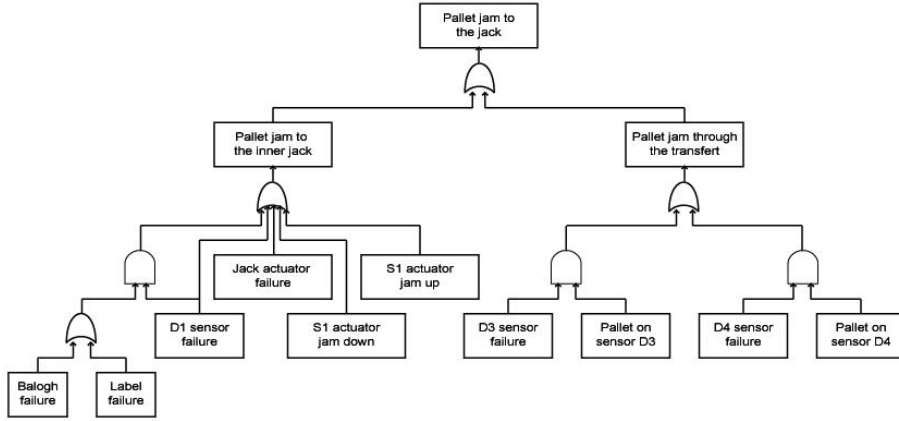 Pallet jam to
the jack
Pallet jam to
the inner jack
Pallet jam through
the transfert
Jack actuator
failure
S1 actuator
jam up
D1 sensor
failure
S1 actuator
jam down
D3 sensor
failure
Pallet on
sensor D3
D4 sensor
failure
Pallet on
sensor D4
Balogh
failure
Label
failure